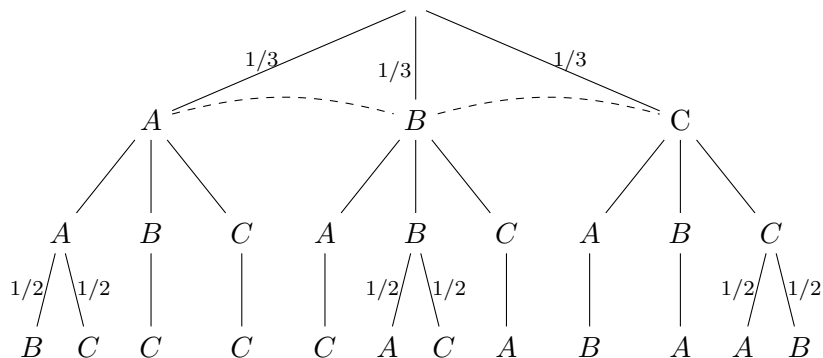 1/3 1/3 1/3
A B C
A B C A B C A B C
1/2 1/2 1/2 1/2 1/2 1/2
B C C C C A C A B A A B